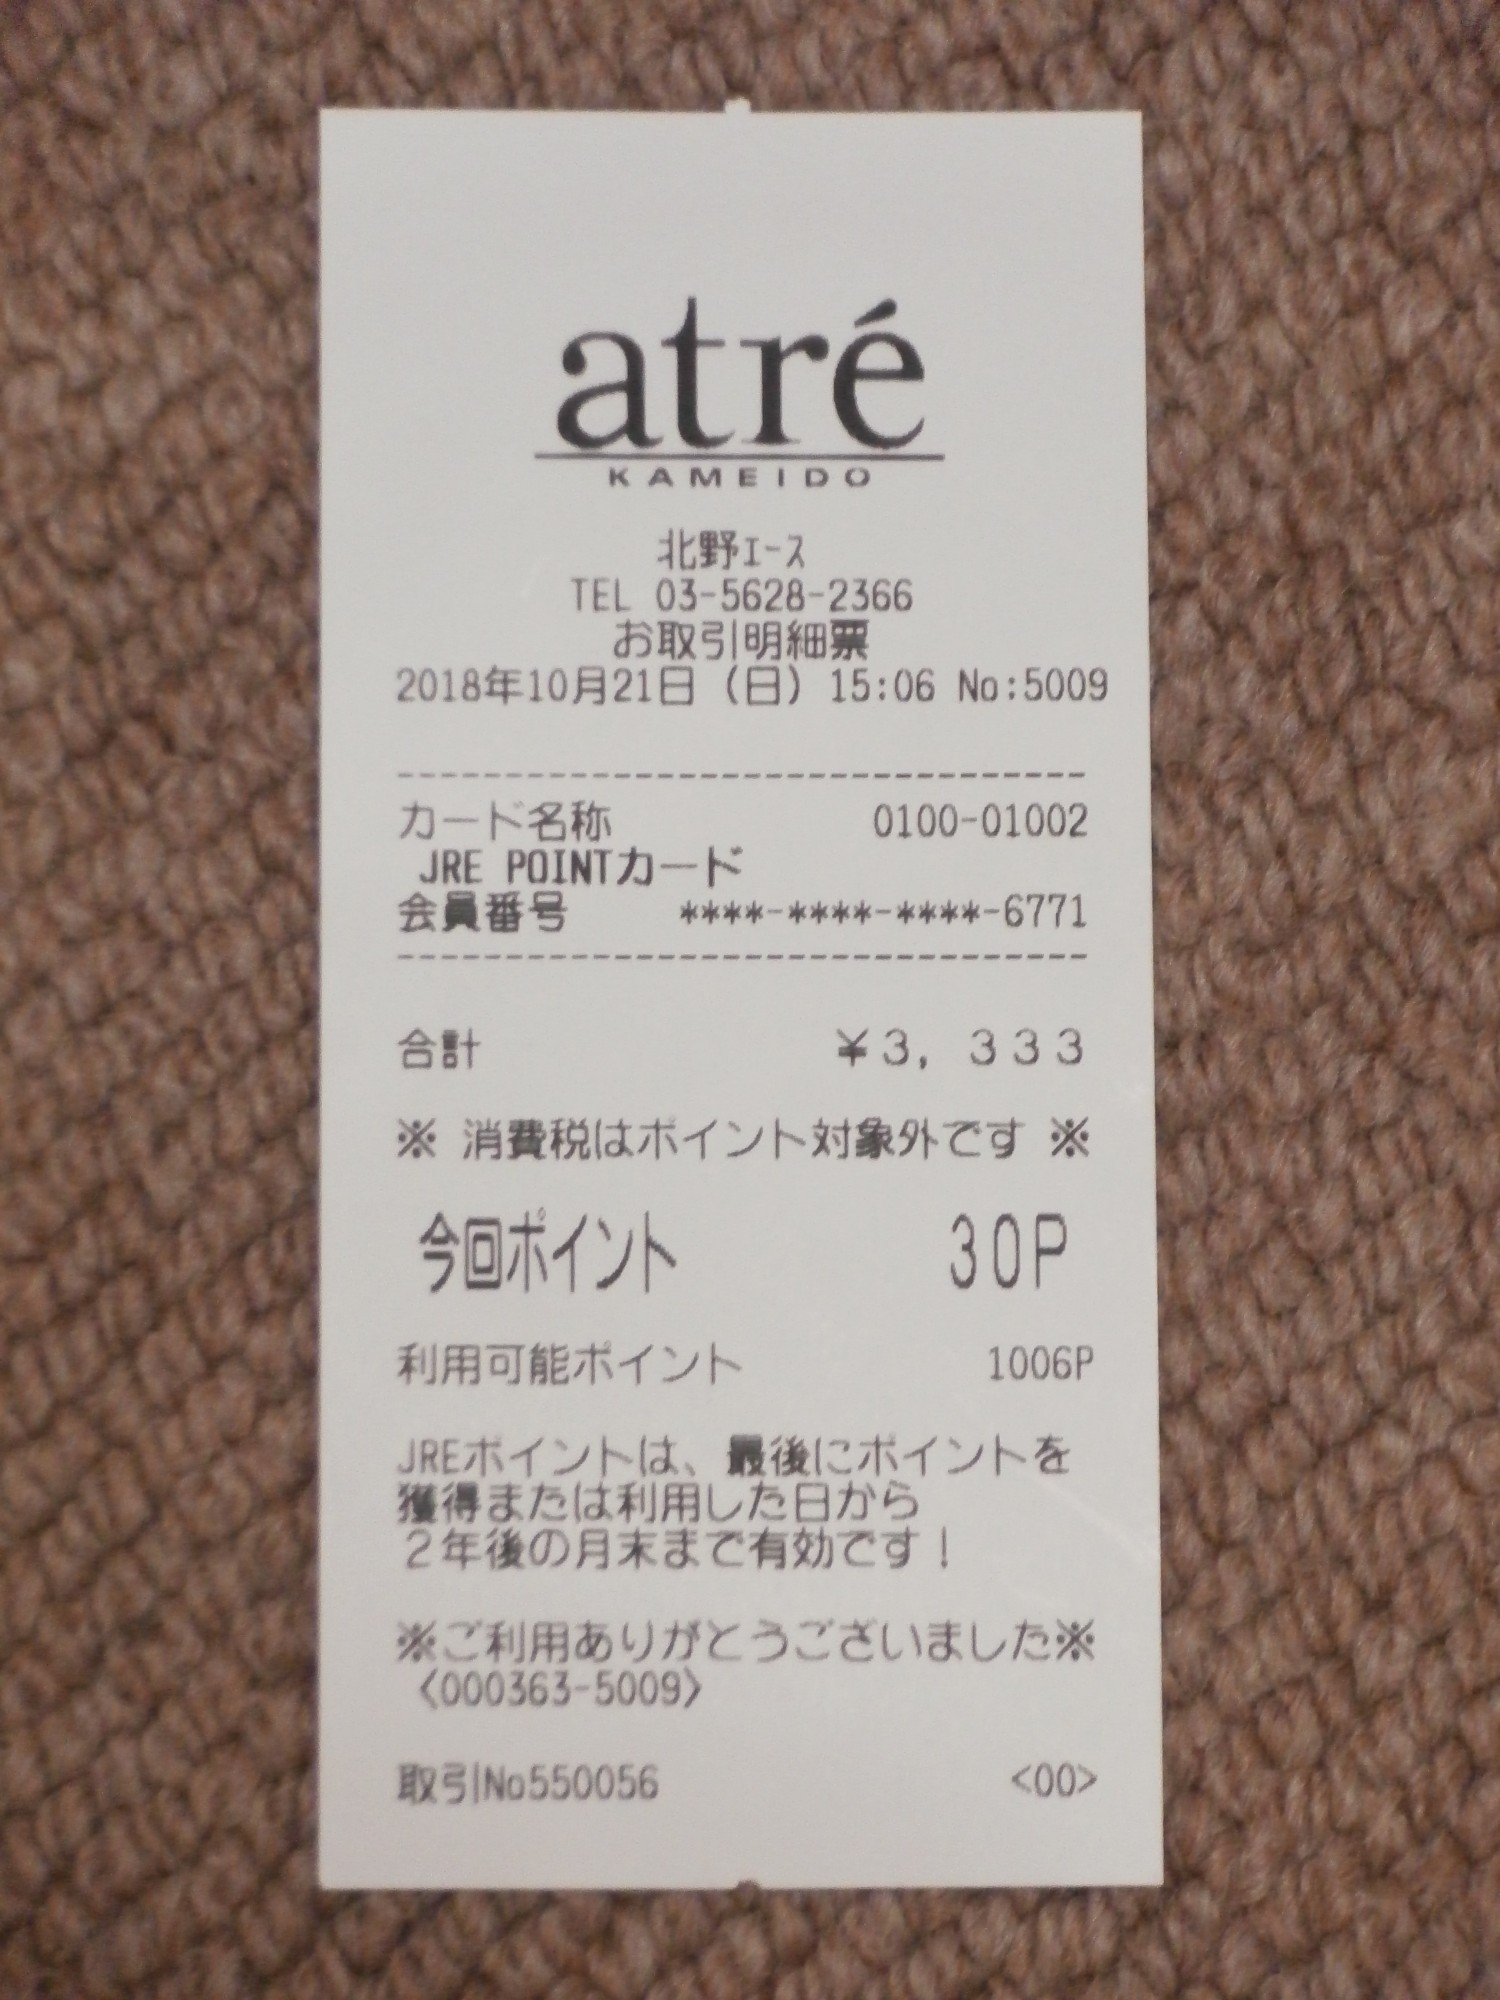 atré
KAMEIDO
北野ｴｰｽ
TEL 03-5628-2366
お取引明細票
2018年10月21日（日）15:06 No:5009
カード名称 0100-01002
JRE POINTカード
会員番号 ****-****-****-6771
合計 ￥３，３３３
※ 消費税はポイント対象外です ※
今回ポイント 30P
利用可能ポイント 1006P
JREポイントは、最後にポイントを
獲得または利用した日から
２年後の月末まで有効です！
※ご利用ありがとうございました※
〈000363-5009〉
取引No550056 <00>